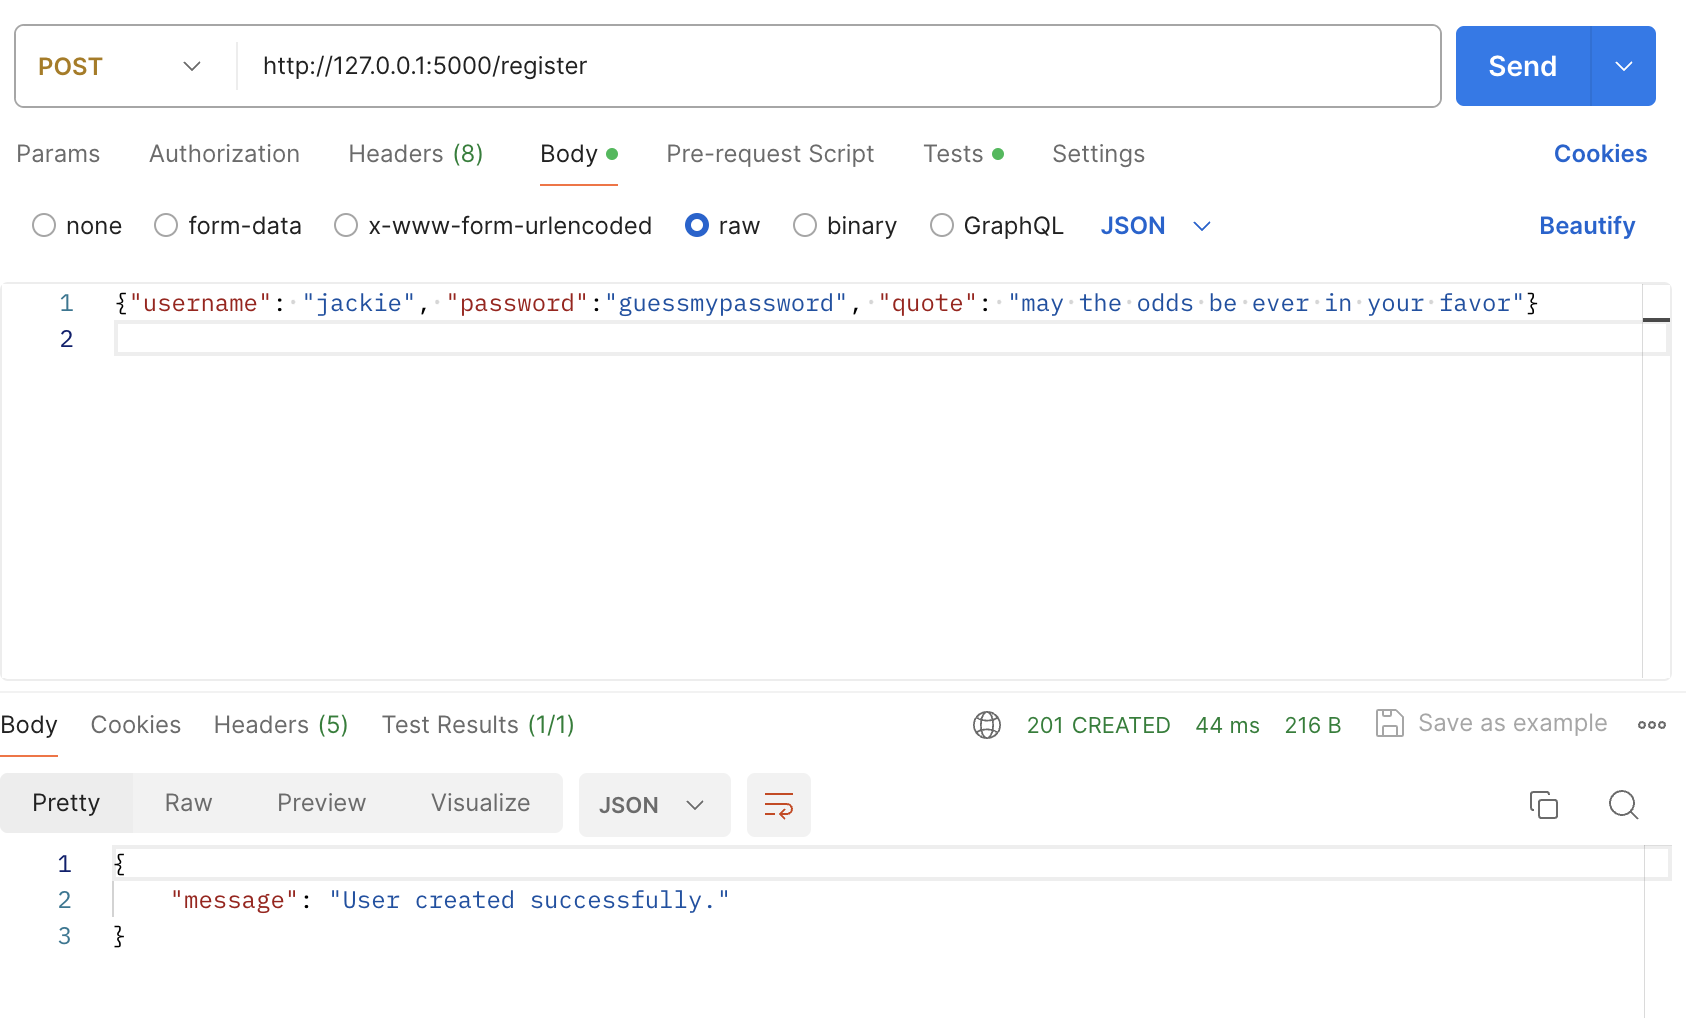 POST http://127.0.0.1:5000/register Send
Params Authorization Headers (8) Body Pre-request Script Tests Settings Cookies
none form-data x-www-form-urlencoded raw binary GraphQL JSON Beautify
1 {"username": "jackie", "password":"guessmypassword", "quote": "may the odds be ever in your favor"}
2
Body Cookies Headers (5) Test Results (1/1) 201 CREATED 44 ms 216 B Save as example
Pretty Raw Preview Visualize JSON
1 {
2 "message": "User created successfully."
3 }